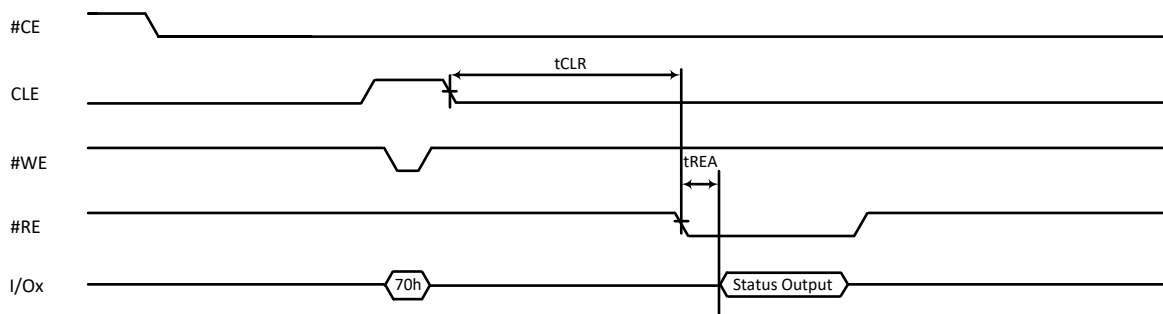 #CE
tCLR
CLE
#WE
tREA
#RE
I/Ox
70h
Status Output